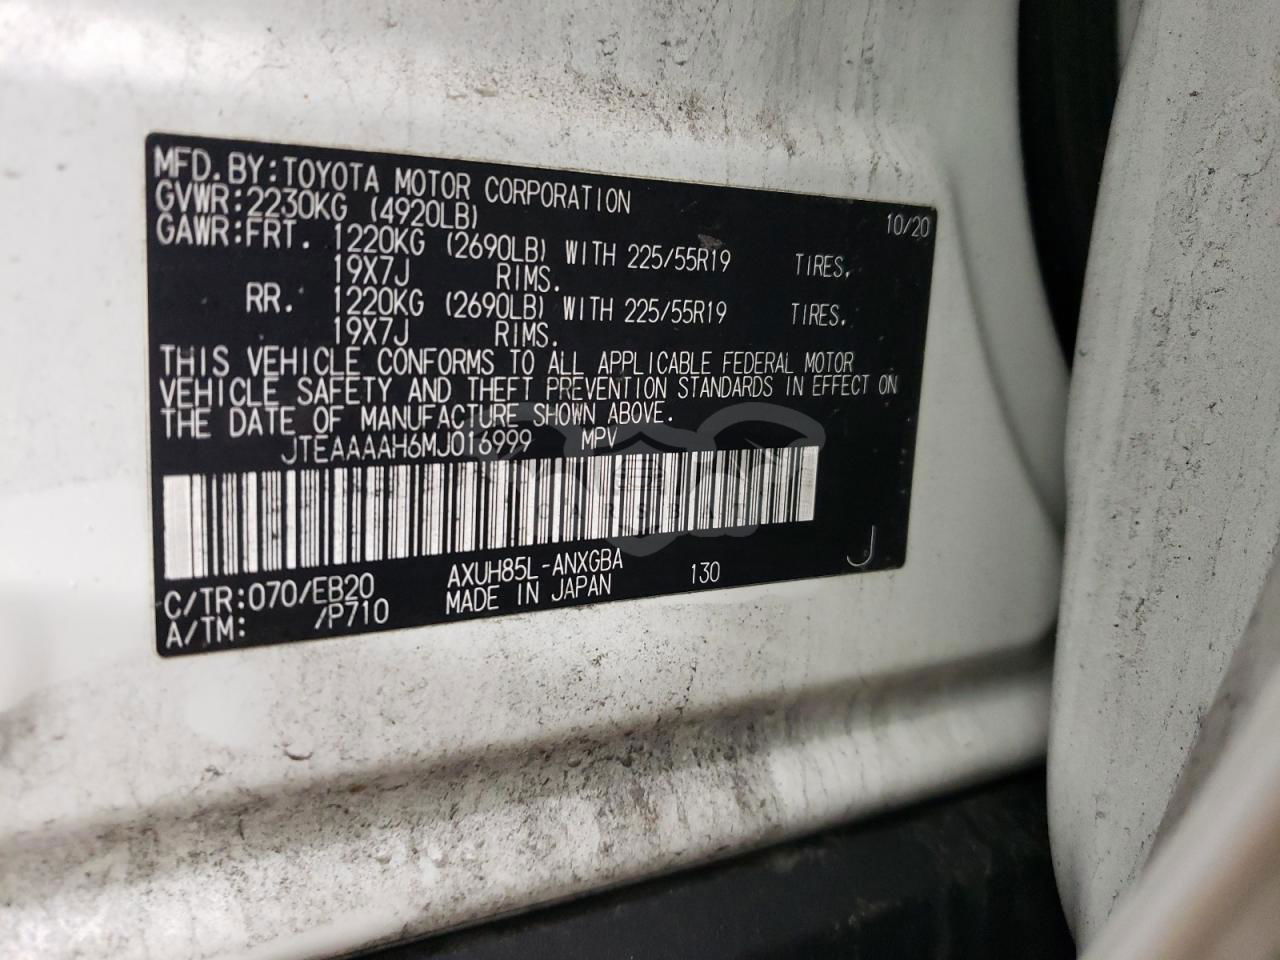 MFD.BY:TOYOTA MOTOR CORPORATION 10/20
GVWR:2230KG (4920LB)
GAWR:FRT. 1220KG (2690LB) WITH 225/55R19 TIRES,
19X7J RIMS.
RR. 1220KG (2690LB) WITH 225/55R19 TIRES,
19X7J RIMS.
THIS VEHICLE CONFORMS TO ALL APPLICABLE FEDERAL MOTOR
VEHICLE SAFETY AND THEFT PREVENTION STANDARDS IN EFFECT ON
THE DATE OF MANUFACTURE SHOWN ABOVE.
JTEAAAAH6MJ016999 MPV
C/TR:070/EB20 AXUH85L-ANXGBA 130 J
A/TM: /P710 MADE IN JAPAN